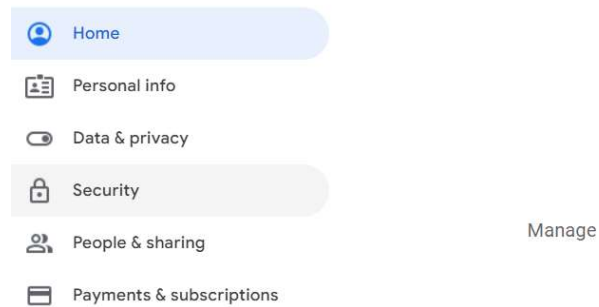 Home
Personal info
Data & privacy
Security
People & sharing
Manage
Payments & subscriptions